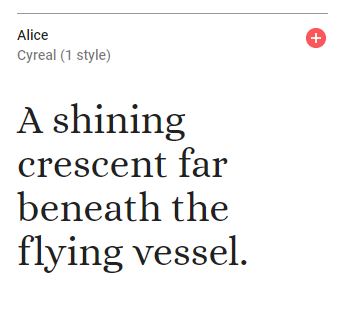 Alice
Cyreal (1 style)
A shining
crescent far
beneath the
flying vessel.